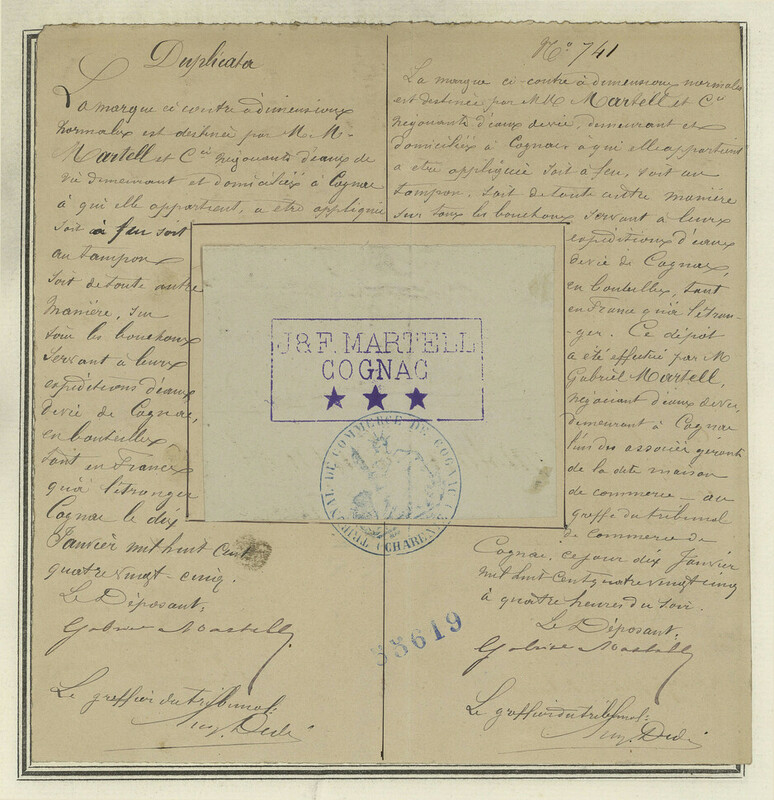 Duplicata
La marque ci contre à dimensions
normales est destinée par M.M.
Martell et Cie Négociants d'eaux de
vie demeurant et domiciliés à Cognac
à qui elle appartient, a être appliquée
soit à feu soit
au tampon
soit de toute autre
manière, sur
tous les bouchons
servant à leurs
expéditions d'eaux
de vie de Cognac,
en bouteilles
tant en France
qu'à l'étranger
Cognac le dix
Janvier mil huit cent
quatre vingt-cinq.
Le Déposant;
Gabriel Martell
Le greffier du tribunal:
Nº 741
La marque ci contre à dimensions normales
est destinée par MM Martell et Cie
Négociants d'eaux de vie, demeurant et
domiciliés à Cognac à qui elle appartient
a être appliquée soit à feu, soit au
tampon, soit de toute autre manière
sur tous les bouchons servant à leurs
expéditions d'eaux
de vie de Cognac,
en bouteilles, tant
en France qu'à l'étran-
-ger. Ce dépôt
a été effectué par M
Gabriel Martell,
négociant d'eaux de vie,
demeurant à Cognac
l'un des associés gérants
de la dite maison
de commerce — au
greffe du tribunal
de commerce de
Cognac, ce jour dix Janvier
mil huit cent quatre vingt cinq
à quatre heures du soir.
Le Déposant:
Gabriel Martell
Le greffier du tribunal:
J & F. MARTELL
COGNAC
★ ★ ★
TRIBUNAL DE COMMERCE DE COGNAC (CHARENTE)
38619